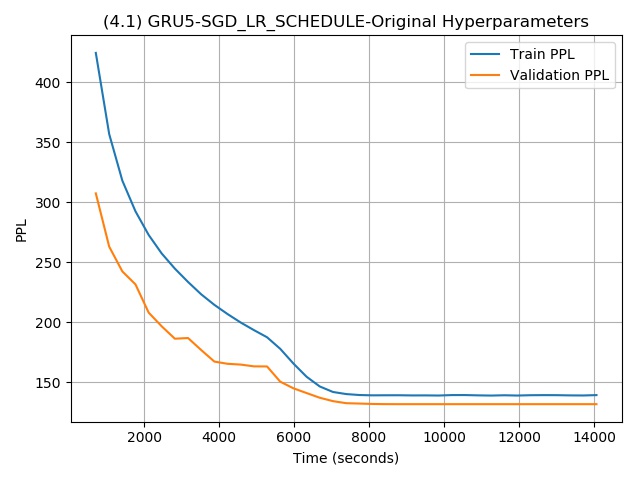 (4.1) GRU5-SGD_LR_SCHEDULE-Original Hyperparameters
Train PPL
Validation PPL
PPL
400
350
300
250
200
150
2000 4000 6000 8000 10000 12000 14000
Time (seconds)